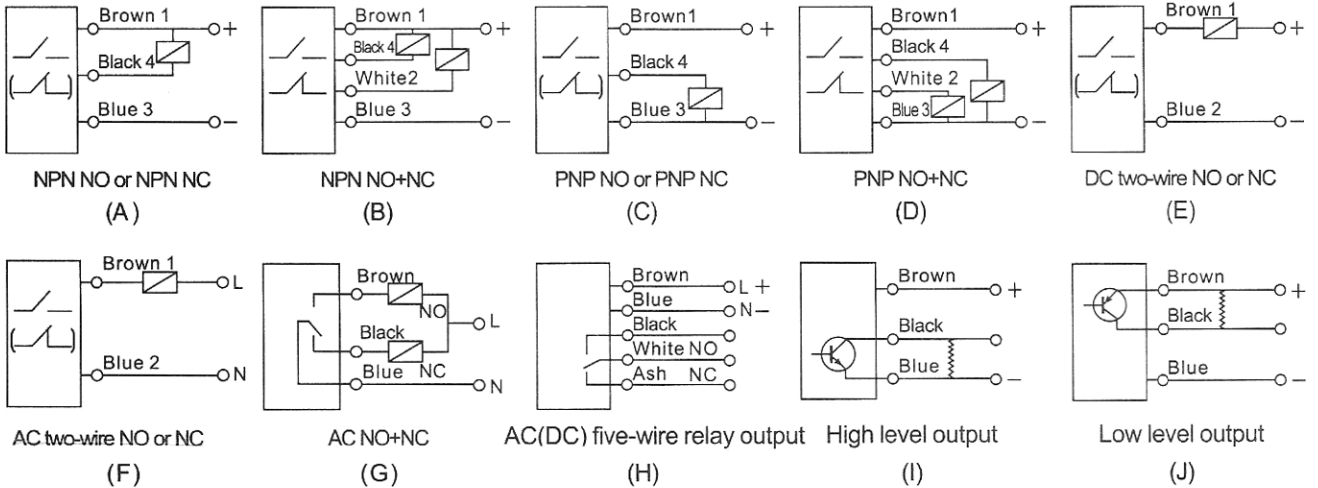 Brown 1
+
Black 4
Blue 3
−
NPN NO or NPN NC
(A)
Brown 1
+
Black 4
White2
Blue 3
−
NPN NO+NC
(B)
Brown1
+
Black 4
Blue 3
−
PNP NO or PNP NC
(C)
Brown1
+
Black 4
White 2
Blue 3
−
PNP NO+NC
(D)
Brown 1
+
Blue 2
−
DC two-wire NO or NC
(E)
Brown 1
L
Blue 2
N
AC two-wire NO or NC
(F)
Brown
NO
L
Black
NC
Blue
N
AC NO+NC
(G)
Brown L +
Blue N −
Black
White NO
Ash NC
AC(DC) five-wire relay output
(H)
Brown
+
Black
Blue
−
High level output
(I)
Brown
+
Black
Blue
−
Low level output
(J)